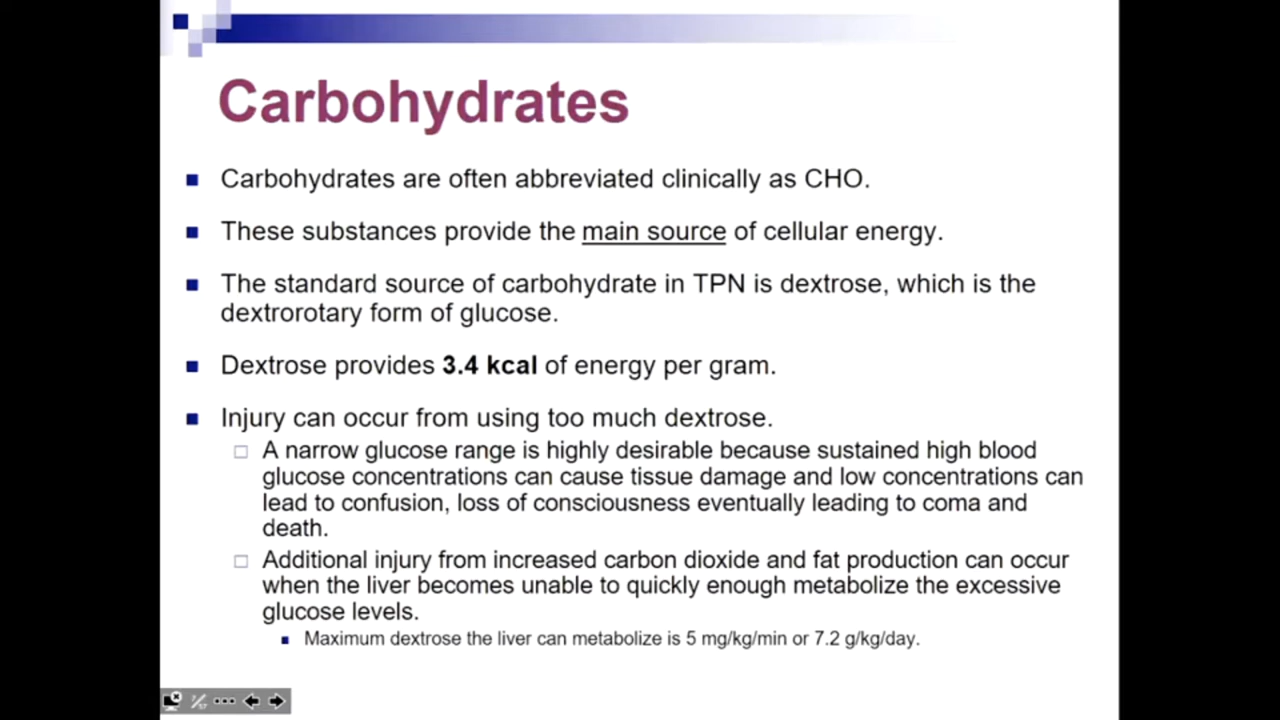 Carbohydrates
Carbohydrates are often abbreviated clinically as CHO.
These substances provide the main source of cellular energy.
The standard source of carbohydrate in TPN is dextrose, which is the
dextrorotary form of glucose.
Dextrose provides 3.4 kcal of energy per gram.
Injury can occur from using too much dextrose.
A narrow glucose range is highly desirable because sustained high blood
glucose concentrations can cause tissue damage and low concentrations can
lead to confusion, loss of consciousness eventually leading to coma and
death.
Additional injury from increased carbon dioxide and fat production can occur
when the liver becomes unable to quickly enough metabolize the excessive
glucose levels.
Maximum dextrose the liver can metabolize is 5 mg/kg/min or 7.2 g/kg/day.